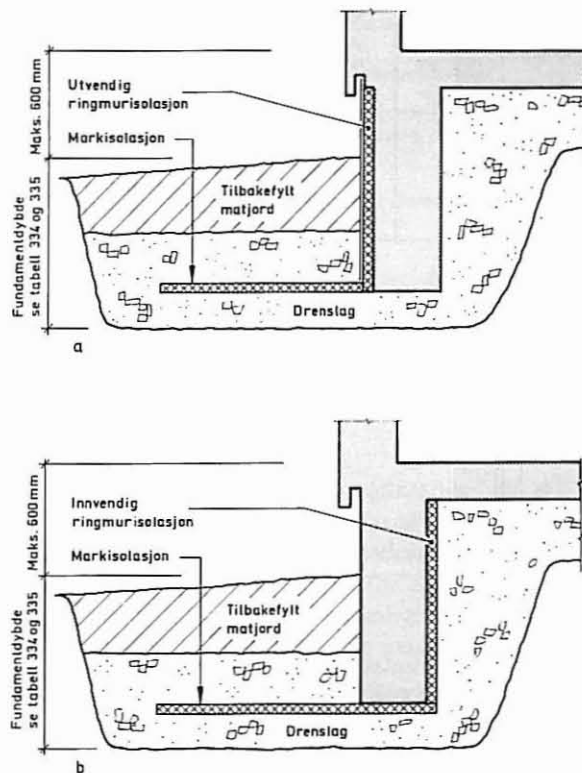 Maks. 600 mm
Fundamentdybde
se tabell 334 og 335
Utvendig
ringmurisolasjon
Markisolasjon
Tilbakefylt
matjord
Drenslag
a
Maks. 600 mm
Fundamentdybde
se tabell 334 og 335
Innvendig
ringmurisolasjon
Markisolasjon
Tilbakefylt
matjord
Drenslag
b